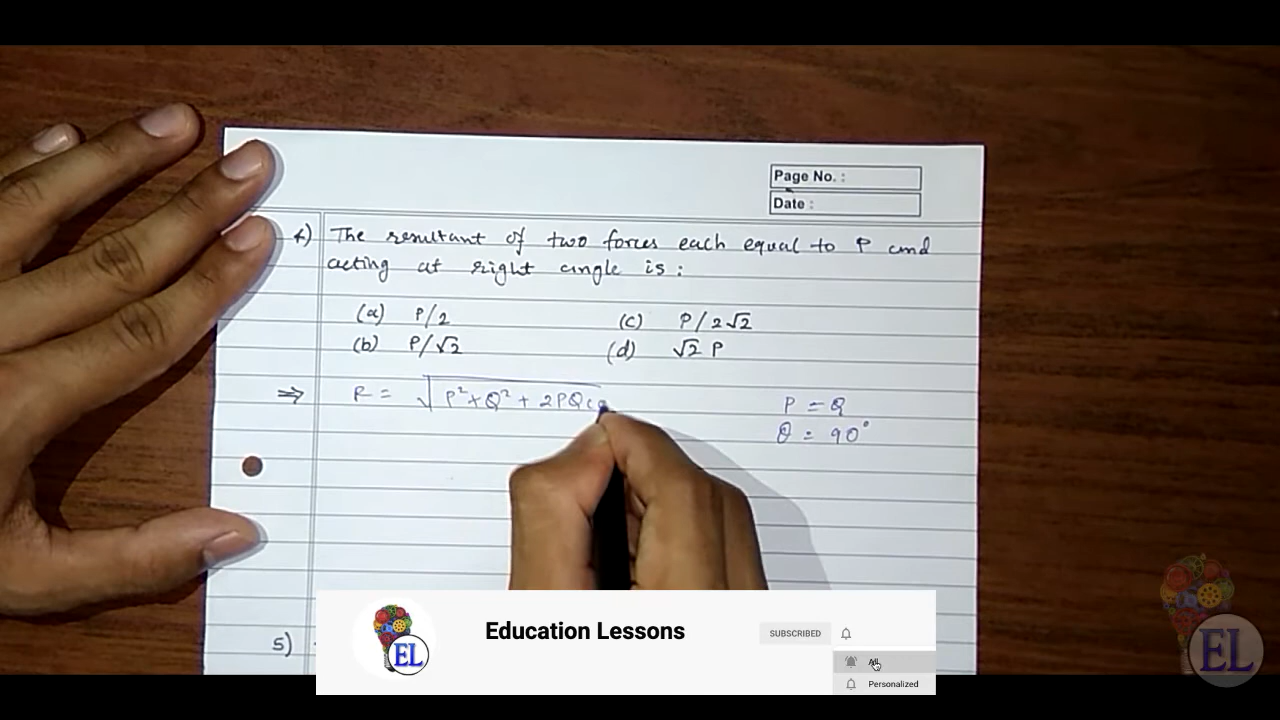 Page No. :
Date :
4) The resultant of two forces each equal to P and
acting at right angle is :
(a) P/2 (c) P/2√2
(b) P/√2 (d) √2 P
⇒ R = √P²+Q² + 2PQco P = Q
θ = 90°
5)
Education Lessons SUBSCRIBED
EL All
Personalized
EL